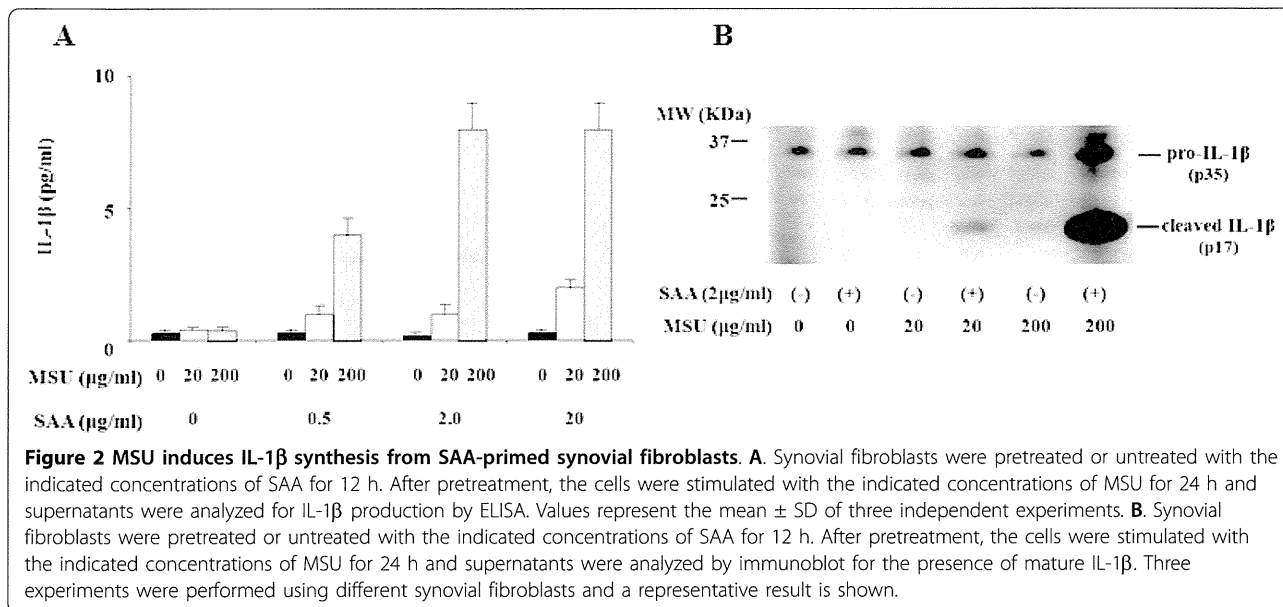 A
10
5
0
IL-1β (pg/ml)
MSU (μg/ml) 0 20 200 0 20 200 0 20 200 0 20 200
SAA (μg/ml) 0 0.5 2.0 20
B
MW (KDa)
37
25
pro-IL-1β
(p35)
cleaved IL-1β
(p17)
SAA (2μg/ml) (-) (+) (-) (+) (-) (+)
MSU (μg/ml) 0 0 20 20 200 200
Figure 2 MSU induces IL-1β synthesis from SAA-primed synovial fibroblasts. A. Synovial fibroblasts were pretreated or untreated with the
indicated concentrations of SAA for 12 h. After pretreatment, the cells were stimulated with the indicated concentrations of MSU for 24 h and
supernatants were analyzed for IL-1β production by ELISA. Values represent the mean ± SD of three independent experiments. B. Synovial
fibroblasts were pretreated or untreated with the indicated concentrations of SAA for 12 h. After pretreatment, the cells were stimulated with
the indicated concentrations of MSU for 24 h and supernatants were analyzed by immunoblot for the presence of mature IL-1β. Three
experiments were performed using different synovial fibroblasts and a representative result is shown.